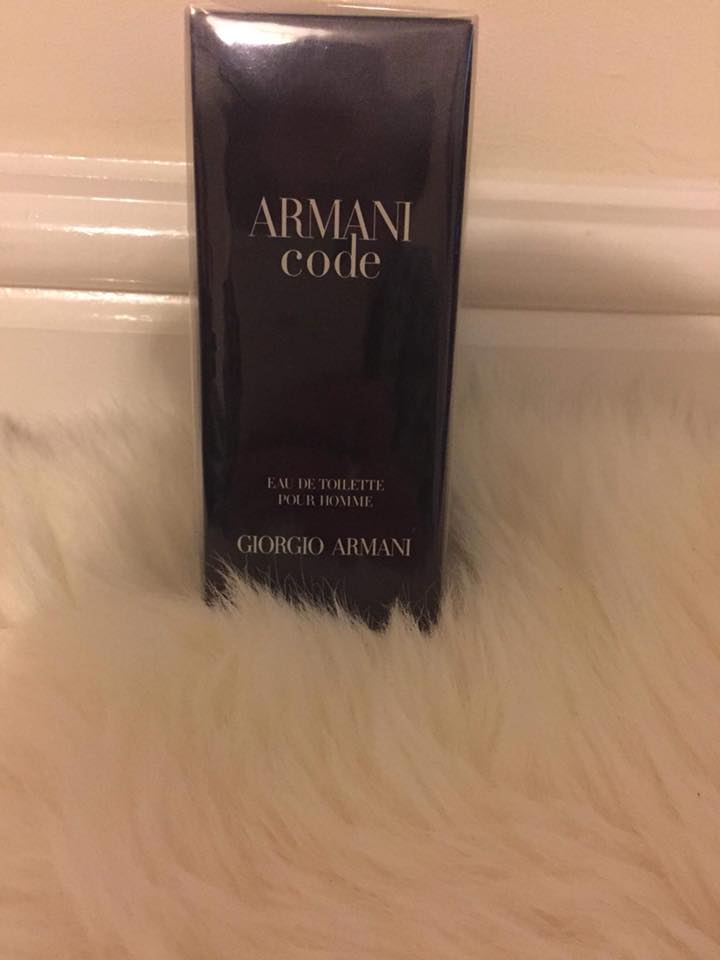 ARMANI
code
EAU DE TOILETTE
POUR HOMME
GIORGIO ARMANI